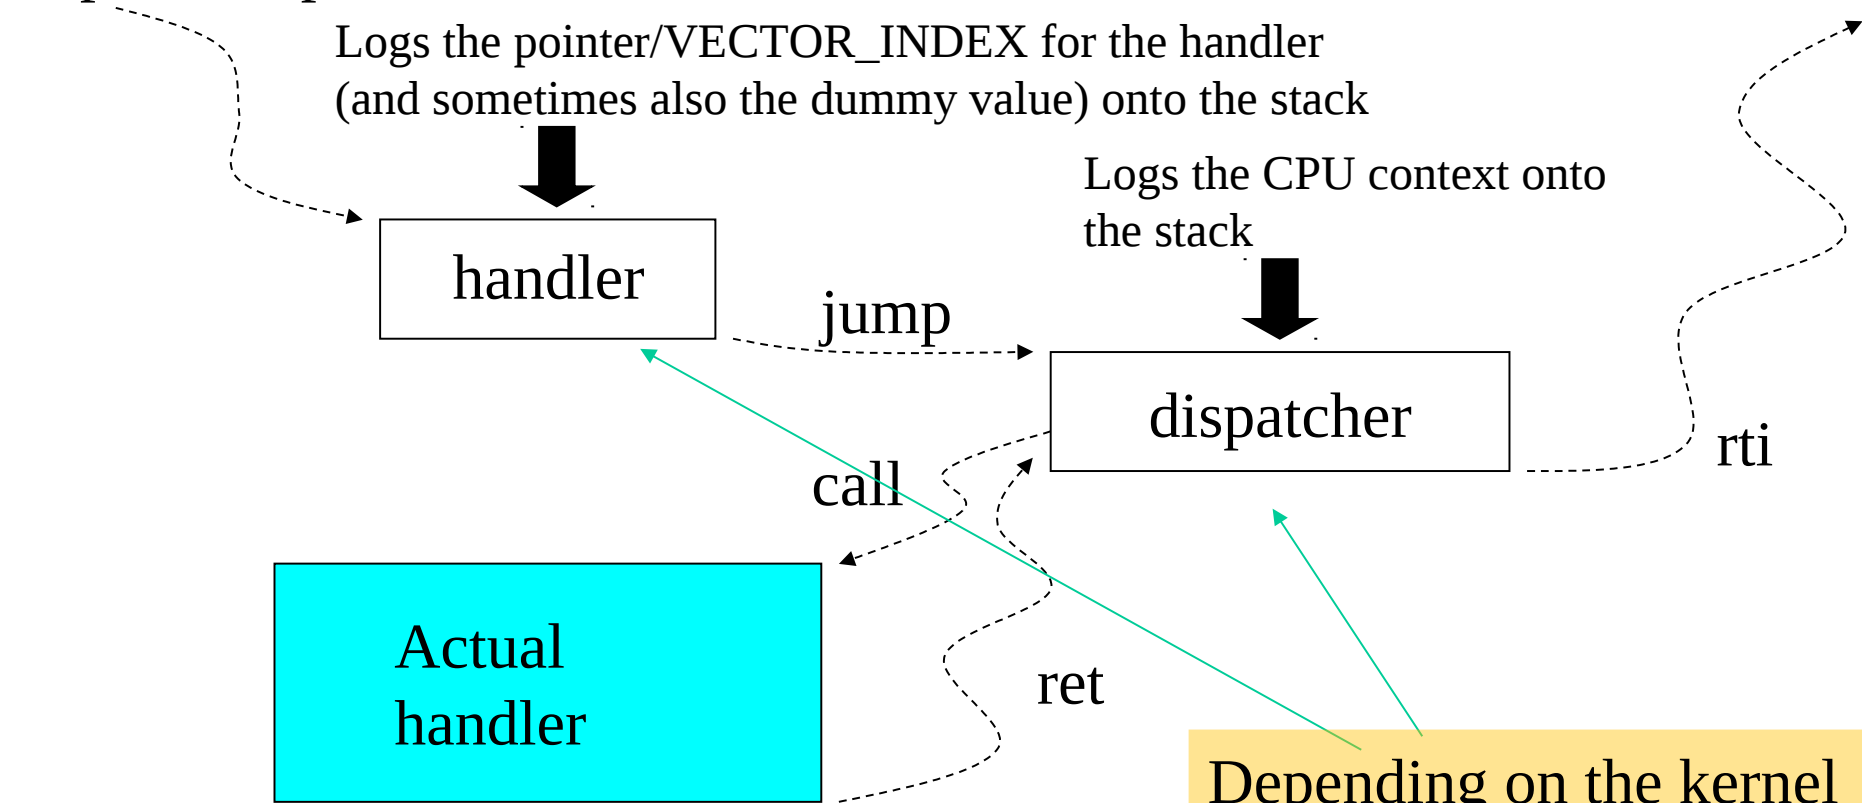 Logs the pointer/VECTOR_INDEX for the handler
(and sometimes also the dummy value) onto the stack
Logs the CPU context onto
the stack
handler
jump
dispatcher
rti
call
Actual
handler
ret
Depending on the kernel